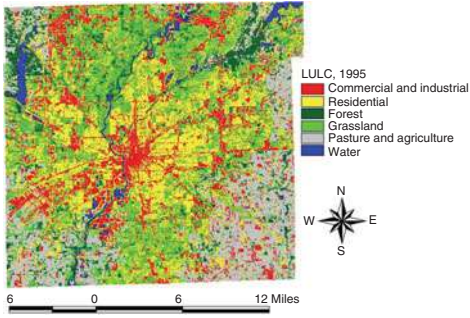 LULC, 1995
Commercial and industrial
Residential
Forest
Grassland
Pasture and agriculture
Water
N
W E
S
6 0 6 12 Miles